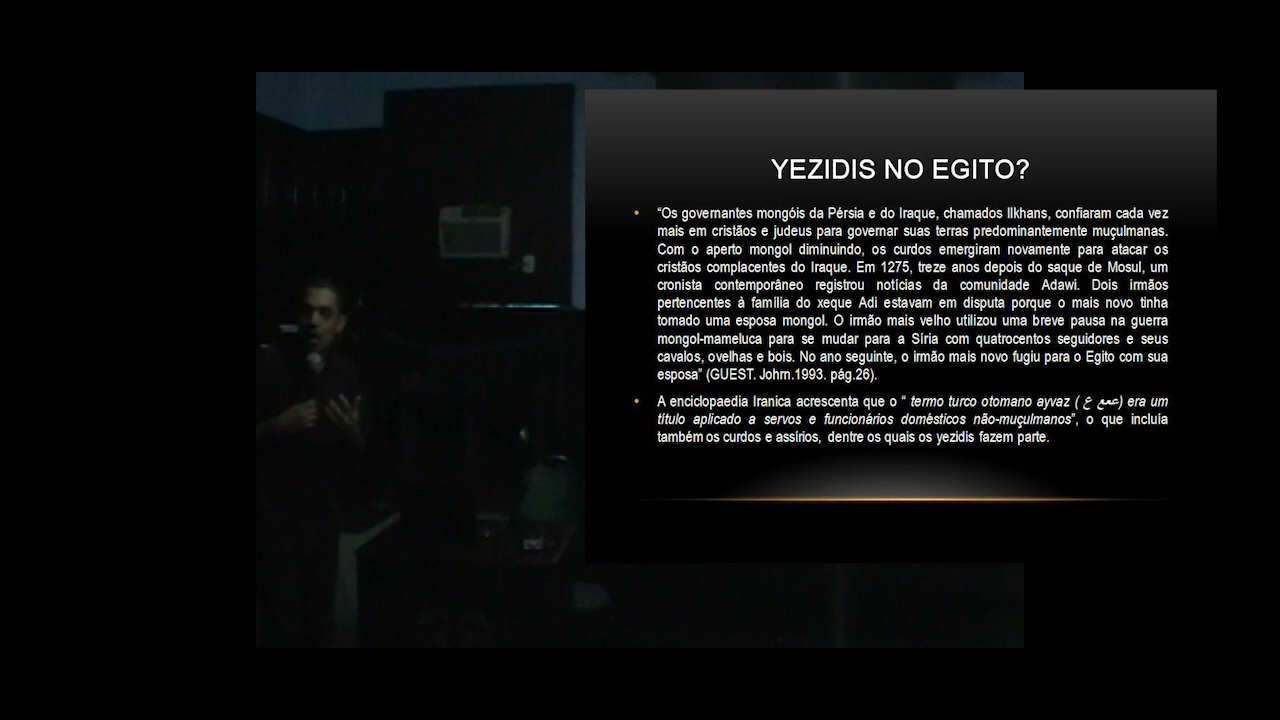 YEZIDIS NO EGITO?
• “Os governantes mongóis da Pérsia e do Iraque, chamados Ilkhans, confiaram cada vez
mais em cristãos e judeus para governar suas terras predominantemente muçulmanas.
Com o aperto mongol diminuindo, os curdos emergiram novamente para atacar os
cristãos complacentes do Iraque. Em 1275, treze anos depois do saque de Mosul, um
cronista contemporâneo registrou notícias da comunidade Adawi. Dois irmãos
pertencentes à família do xeque Adi estavam em disputa porque o mais novo tinha
tomado uma esposa mongol. O irmão mais velho utilizou uma breve pausa na guerra
mongol-mameluca para se mudar para a Síria com quatrocentos seguidores e seus
cavalos, ovelhas e bois. No ano seguinte, o irmão mais novo fugiu para o Egito com sua
esposa” (GUEST. Johrn.1993. pág.26).
• A enciclopaedia Iranica acrescenta que o “ termo turco otomano ayvaz ( ) era um
título aplicado a servos e funcionários domésticos não-muçulmanos”, o que incluía
também os curdos e assírios, dentre os quais os yezidis fazem parte.